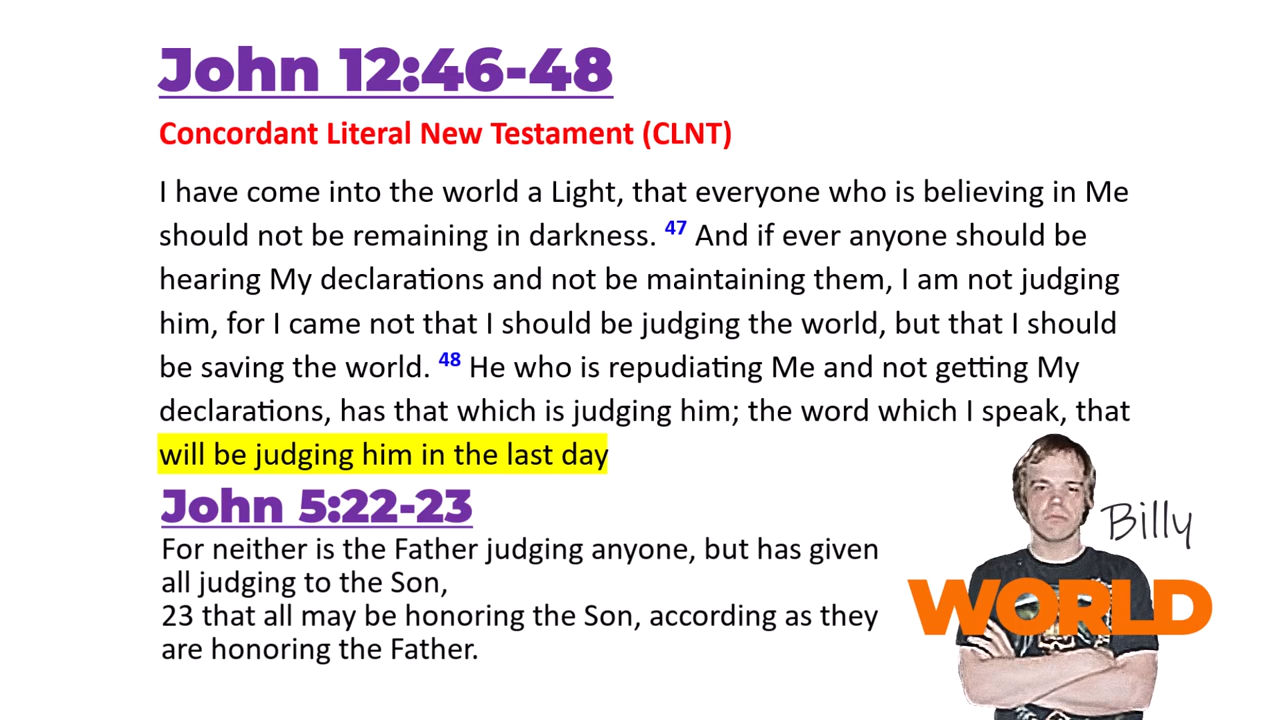 John 12:46-48
Concordant Literal New Testament (CLNT)
I have come into the world a Light, that everyone who is believing in Me
should not be remaining in darkness. 47 And if ever anyone should be
hearing My declarations and not be maintaining them, I am not judging
him, for I came not that I should be judging the world, but that I should
be saving the world. 48 He who is repudiating Me and not getting My
declarations, has that which is judging him; the word which I speak, that
will be judging him in the last day
John 5:22-23
For neither is the Father judging anyone, but has given
all judging to the Son,
23 that all may be honoring the Son, according as they
are honoring the Father.
Billy
WORLD